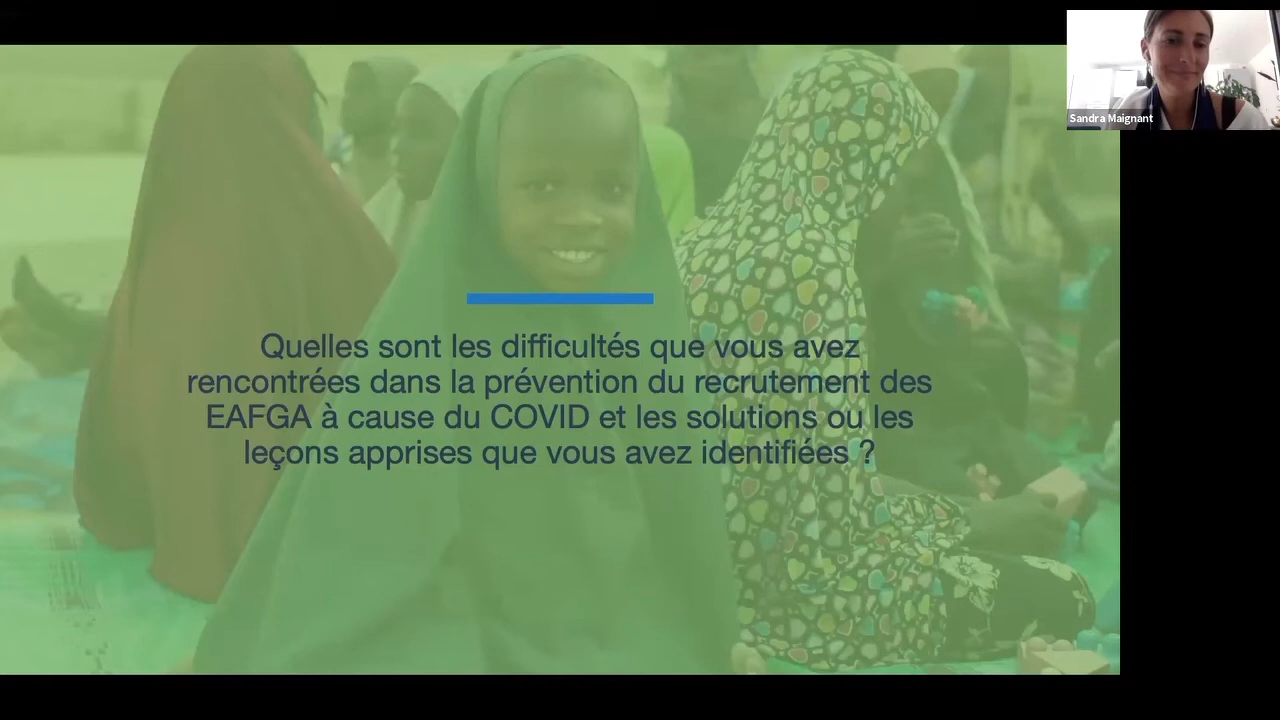 Sandra Maignant
Quelles sont les difficultés que vous avez
rencontrées dans la prévention du recrutement des
EAFGA à cause du COVID et les solutions ou les
leçons apprises que vous avez identifiées ?